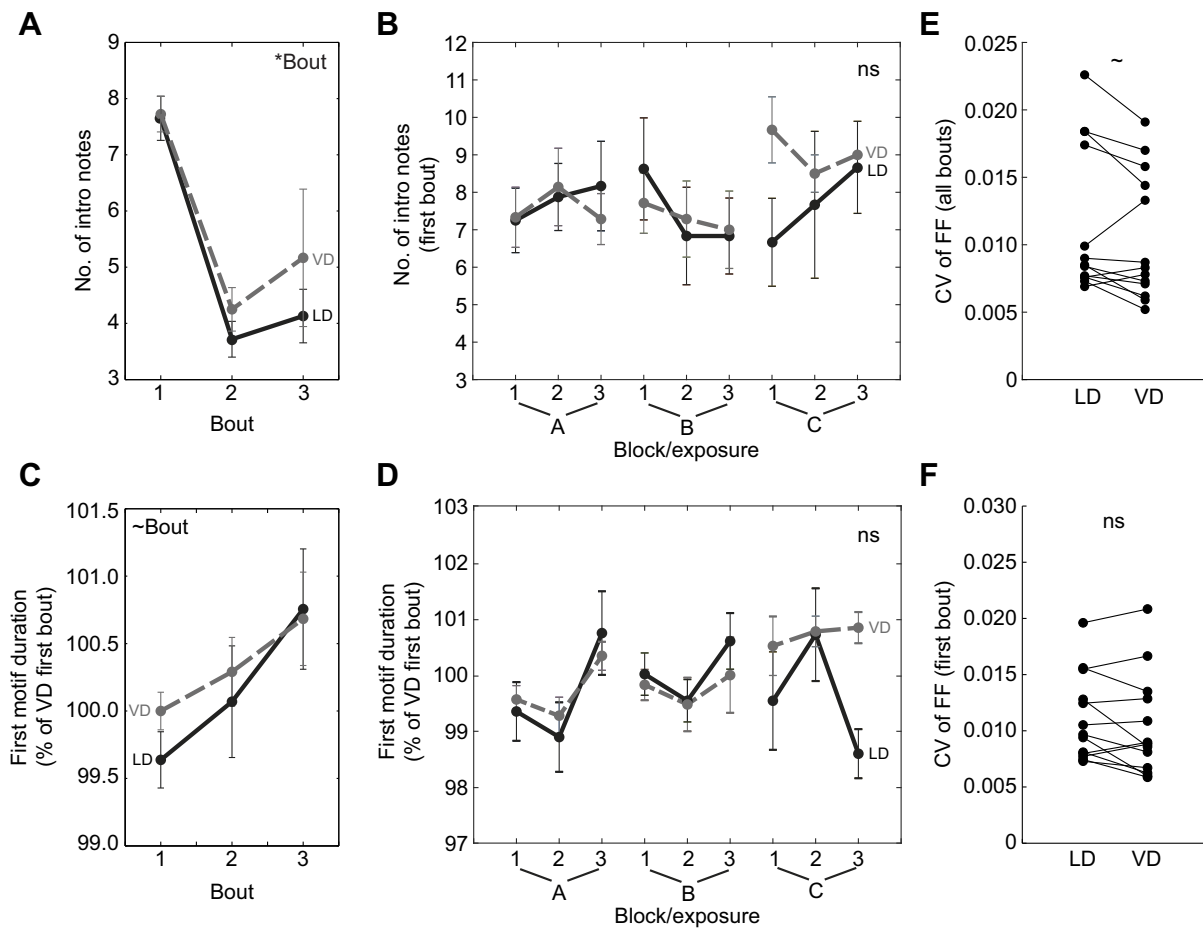 A
*Bout
No. of intro notes
9
8
7
6
5
4
3
VD
LD
1 2 3
Bout
B
ns
No. of intro notes
(first bout)
12
11
10
9
8
7
6
5
4
3
VD
LD
1 2 3 1 2 3 1 2 3
A B C
Block/exposure
E
~
CV of FF (all bouts)
0.025
0.020
0.015
0.010
0.005
0
LD VD
C
~Bout
First motif duration
(% of VD first bout)
101.5
101.0
100.5
100.0
99.5
99.0
VD
LD
1 2 3
Bout
D
ns
First motif duration
(% of VD first bout)
103
102
101
100
99
98
97
VD
LD
1 2 3 1 2 3 1 2 3
A B C
Block/exposure
F
ns
CV of FF (first bout)
0.030
0.025
0.020
0.015
0.010
0.005
0
LD VD